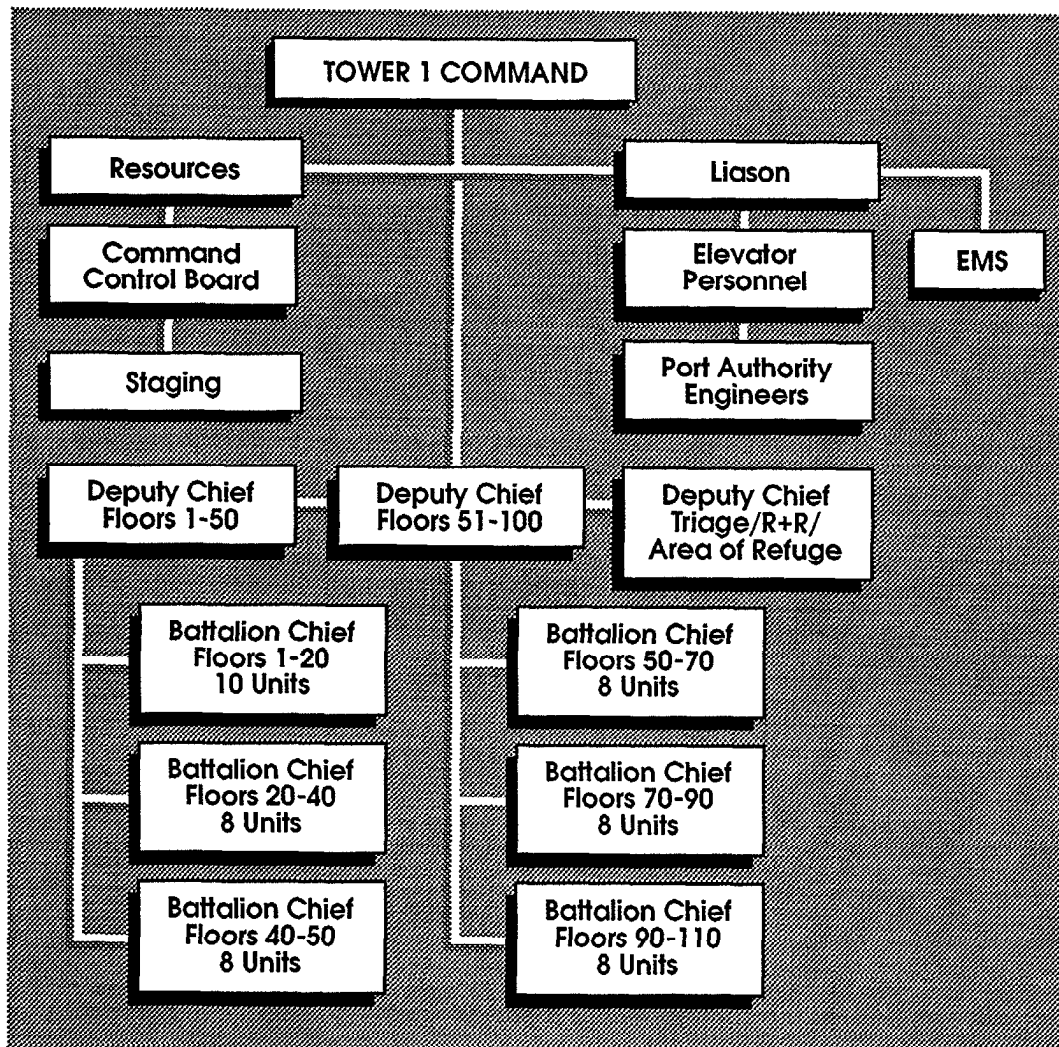 TOWER 1 COMMAND
Resources
Liason
Command
Control Board
Elevator
Personnel
EMS
Staging
Port Authority
Engineers
Deputy Chief
Floors 1-50
Deputy Chief
Floors 51-100
Deputy Chief
Triage/R+R/
Area of Refuge
Battalion Chief
Floors 1-20
10 Units
Battalion Chief
Floors 50-70
8 Units
Battalion Chief
Floors 20-40
8 Units
Battalion Chief
Floors 70-90
8 Units
Battalion Chief
Floors 40-50
8 Units
Battalion Chief
Floors 90-110
8 Units